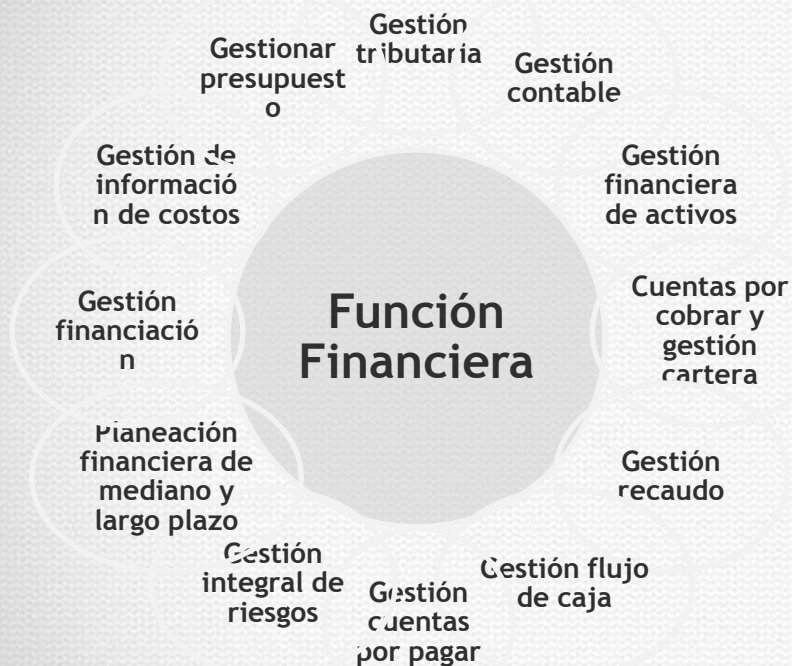 Gestión
tributaria
Gestión
contable
Gestión
financiera
de activos
Cuentas por
cobrar y
gestión
cartera
Gestión
recaudo
Gestión flujo
de caja
Gestión
cuentas
por pagar
Gestión
integral de
riesgos
Planeación
financiera de
mediano y
largo plazo
Gestión
financiació
n
Gestión de
informació
n de costos
Gestionar
presupuest
o
Función
Financiera